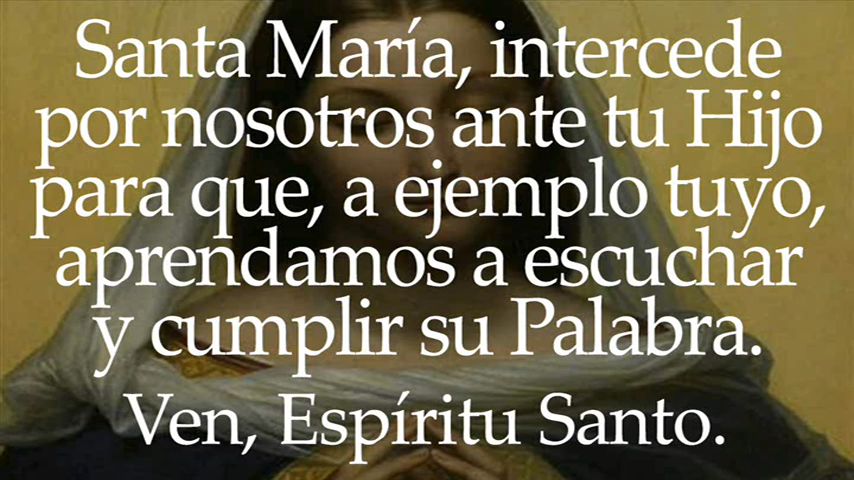 Santa María, intercede
por nosotros ante tu Hijo
para que, a ejemplo tuyo,
aprendamos a escuchar
y cumplir su Palabra.
Ven, Espíritu Santo.